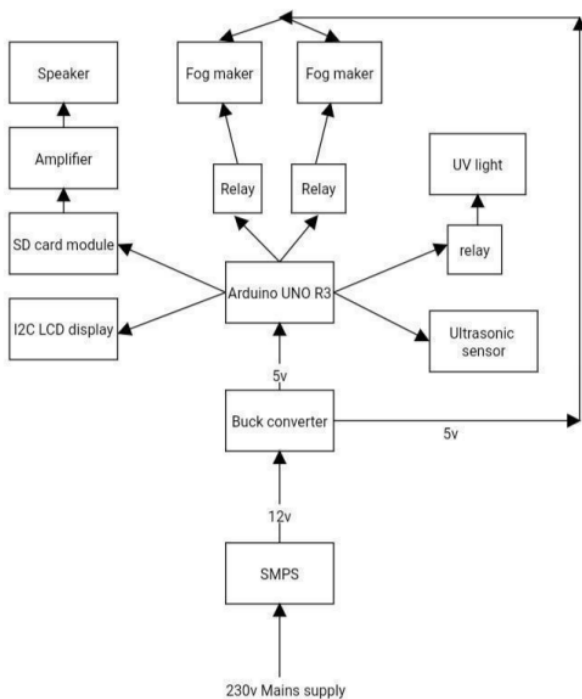 Speaker
Fog maker
Fog maker
Amplifier
UV light
Relay
Relay
SD card module
relay
Arduino UNO R3
I2C LCD display
Ultrasonic
sensor
5v
Buck converter
5v
12v
SMPS
230v Mains supply